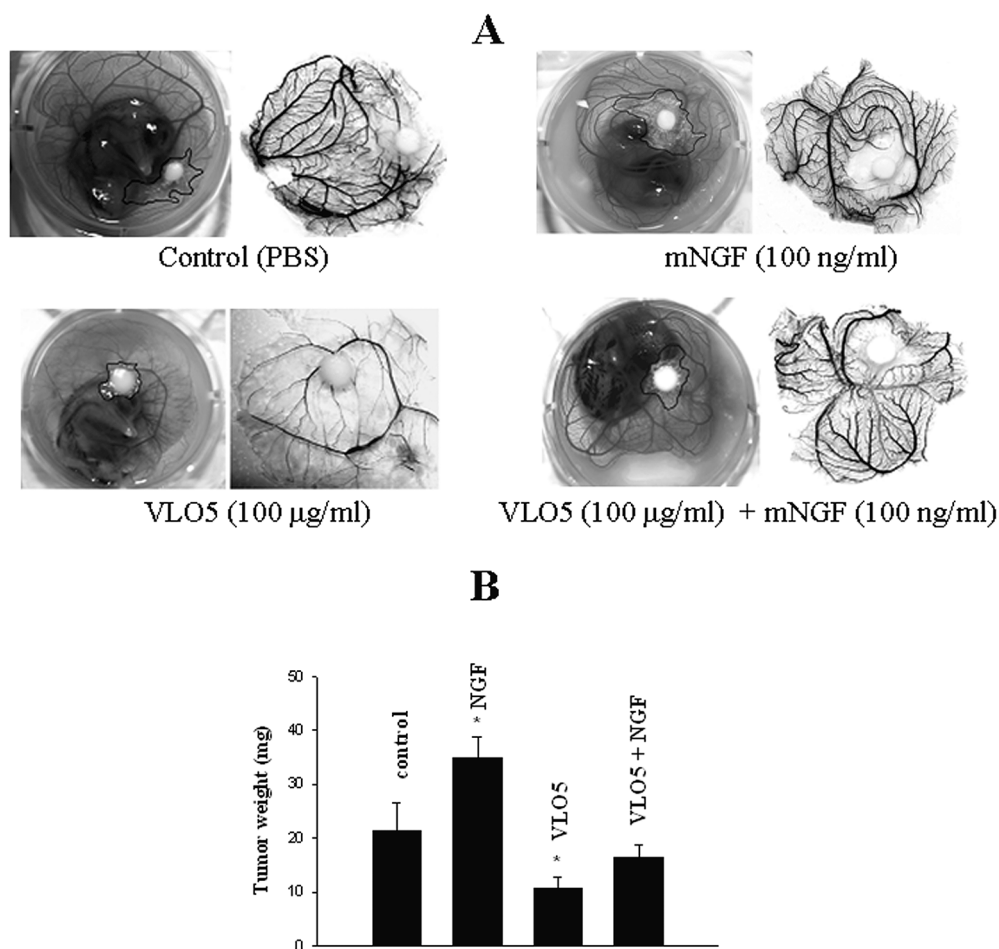 A
Control (PBS)
mNGF (100 ng/ml)
VLO5 (100 μg/ml)
VLO5 (100 μg/ml) + mNGF (100 ng/ml)
B
Tumor weight (mg)
50
40
30
20
10
0
control
* NGF
* VLO5
VLO5 + NGF